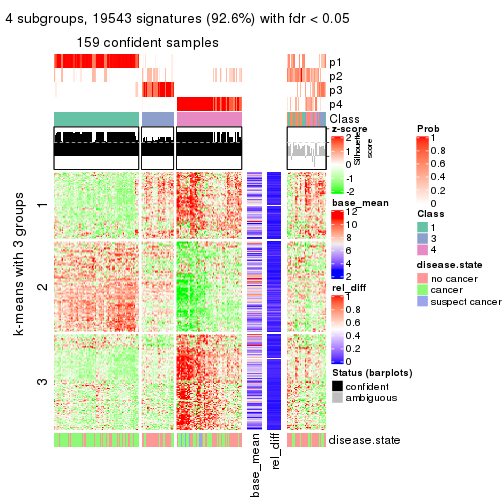 4 subgroups, 19543 signatures (92.6%) with fdr < 0.05
159 confident samples
p1
p2
p3
p4
Class
Silhouette
score
k-means with 3 groups
1
2
3
base_mean
rel_diff
disease.state
z-score
2
1
0
-1
-2
base_mean
12
10
8
6
4
2
rel_diff
1
0.8
0.6
0.4
0.2
0
Status (barplots)
confident
ambiguous
Prob
1
0.8
0.6
0.4
0.2
0
Class
1
3
4
disease.state
no cancer
cancer
suspect cancer